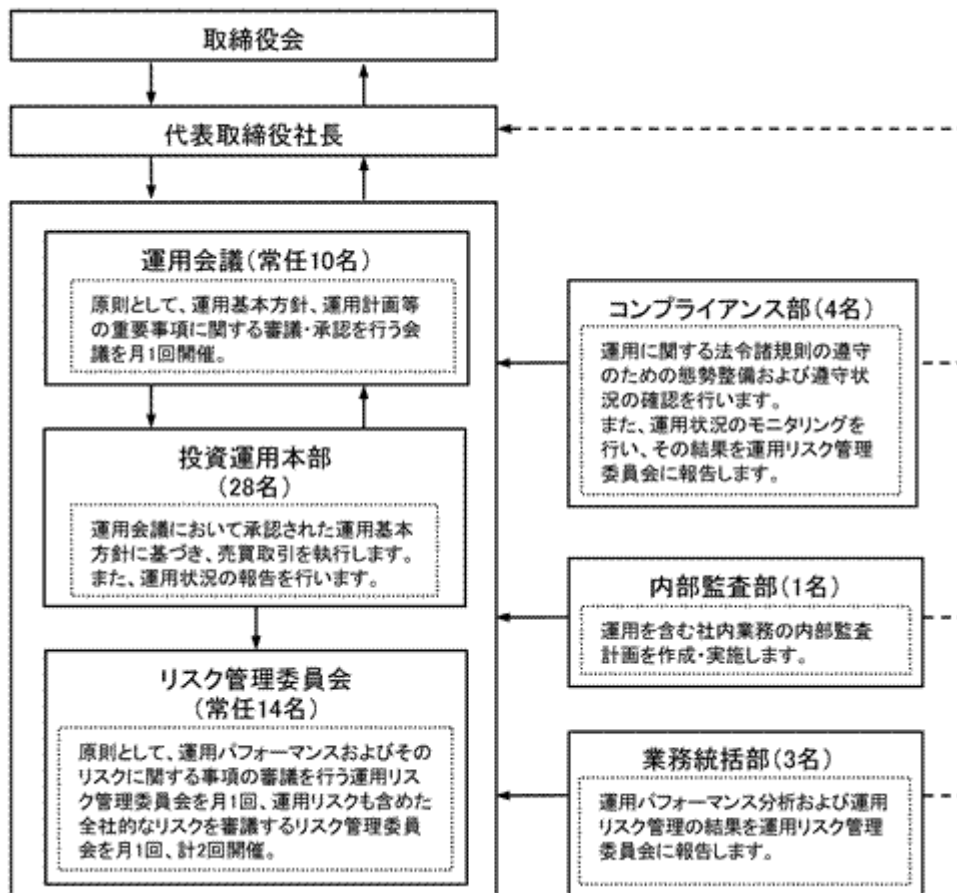 取締役会
代表取締役社長
運用会議(常任10名)
原則として、運用基本方針、運用計画等
の重要事項に関する審議・承認を行う会
議を月1回開催。
投資運用本部
(28名)
運用会議において承認された運用基本
方針に基づき、売買取引を執行します。
また、運用状況の報告を行います。
リスク管理委員会
(常任14名)
原則として、運用パフォーマンスおよびその
リスクに関する事項の審議を行う運用リス
ク管理委員会を月1回、運用リスクも含めた
全社的なリスクを審議するリスク管理委員
会を月1回、計2回開催。
コンプライアンス部(4名)
運用に関する法令諸規則の遵守
のための態勢整備および遵守状
況の確認を行います。
また、運用状況のモニタリングを
行い、その結果を運用リスク管理
委員会に報告します。
内部監査部(1名)
運用を含む社内業務の内部監査
計画を作成・実施します。
業務統括部(3名)
運用パフォーマンス分析および運用
リスク管理の結果を運用リスク管理
委員会に報告します。